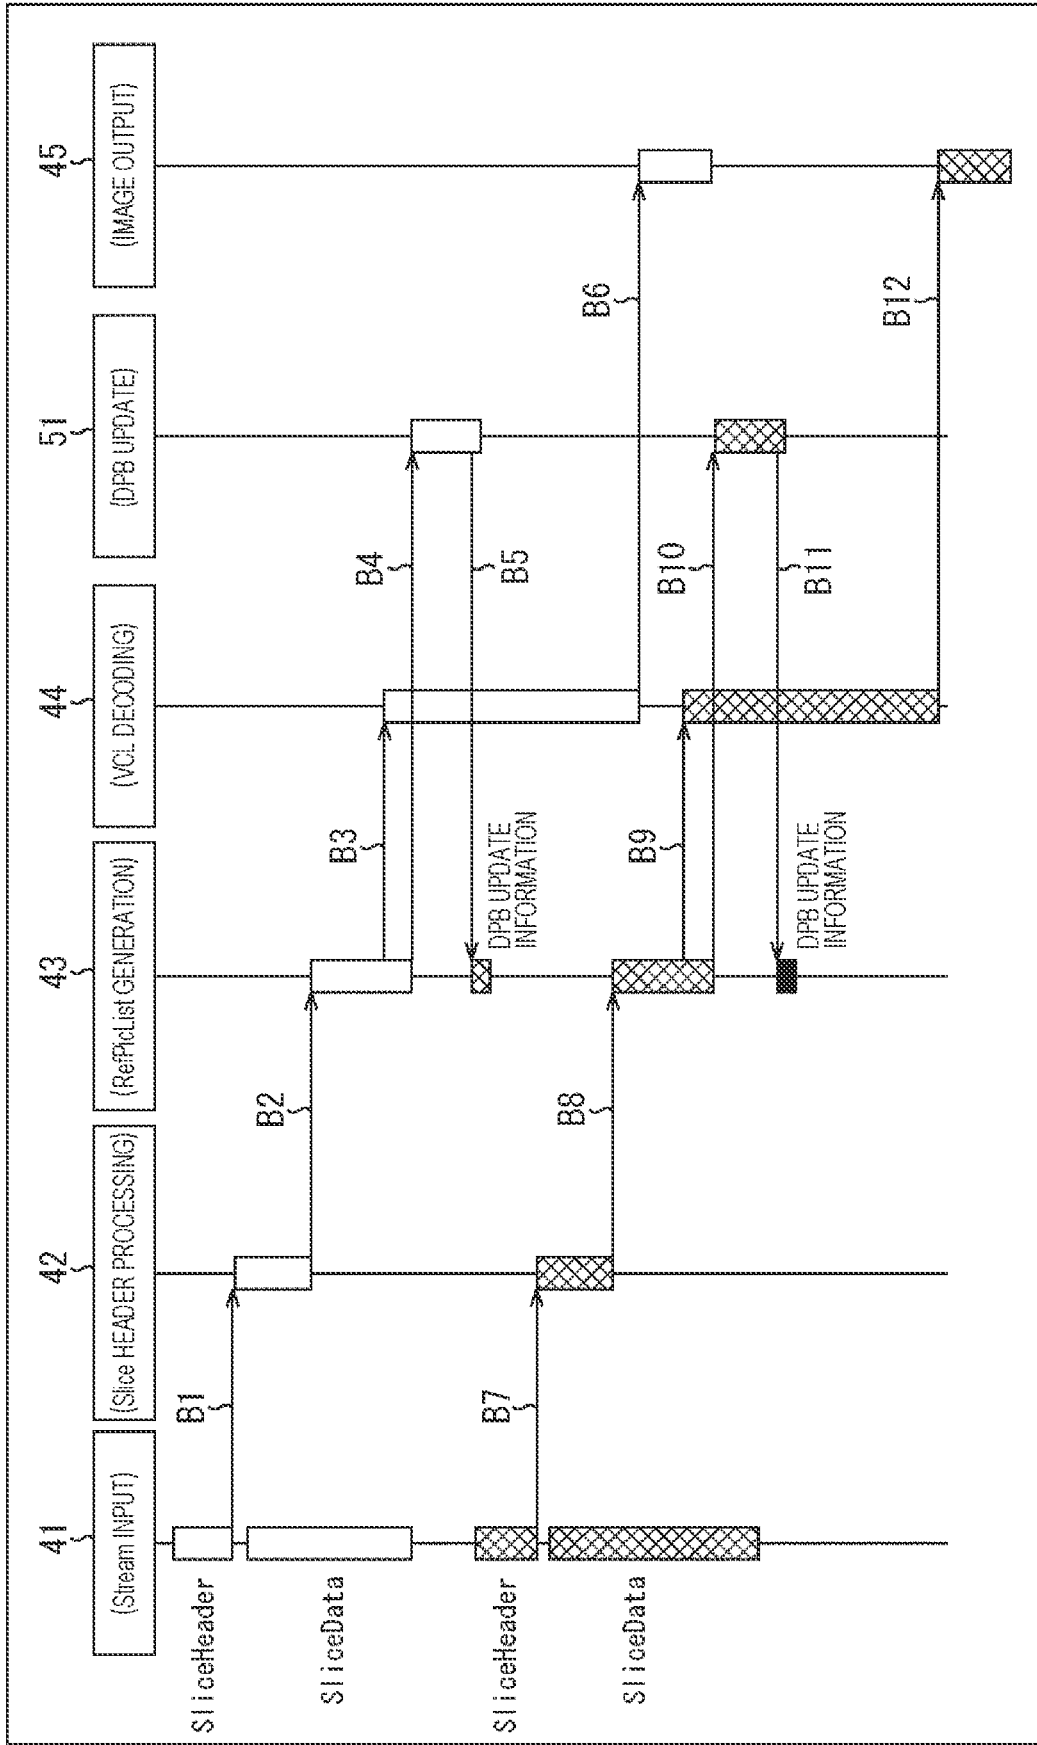 41
42
43
44
51
45
(Stream INPUT)
(Slice HEADER PROCESSING)
(RefPicList GENERATION)
(VCL DECODING)
(DPB UPDATE)
(IMAGE OUTPUT)
SliceHeader
B1
SliceData
B2
B3
B4
B5
DPB UPDATE
INFORMATION
SliceHeader
B7
B6
SliceData
B8
B9
B10
B11
DPB UPDATE
INFORMATION
B12